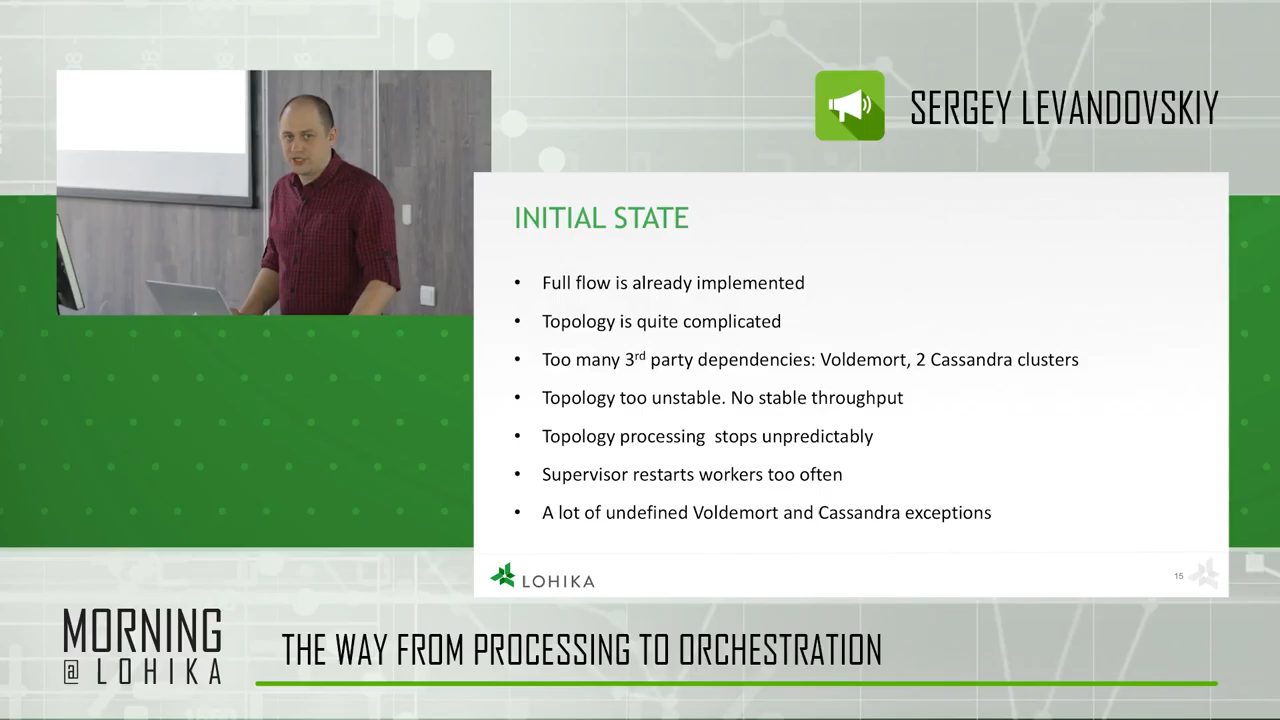 SERGEY LEVANDOVSKIY
INITIAL STATE
• Full flow is already implemented
• Topology is quite complicated
• Too many 3rd party dependencies: Voldemort, 2 Cassandra clusters
• Topology too unstable. No stable throughput
• Topology processing  stops unpredictably
• Supervisor restarts workers too often
• A lot of undefined Voldemort and Cassandra exceptions
LOHIKA
15
MORNING
@ LOHIKA
THE WAY FROM PROCESSING TO ORCHESTRATION